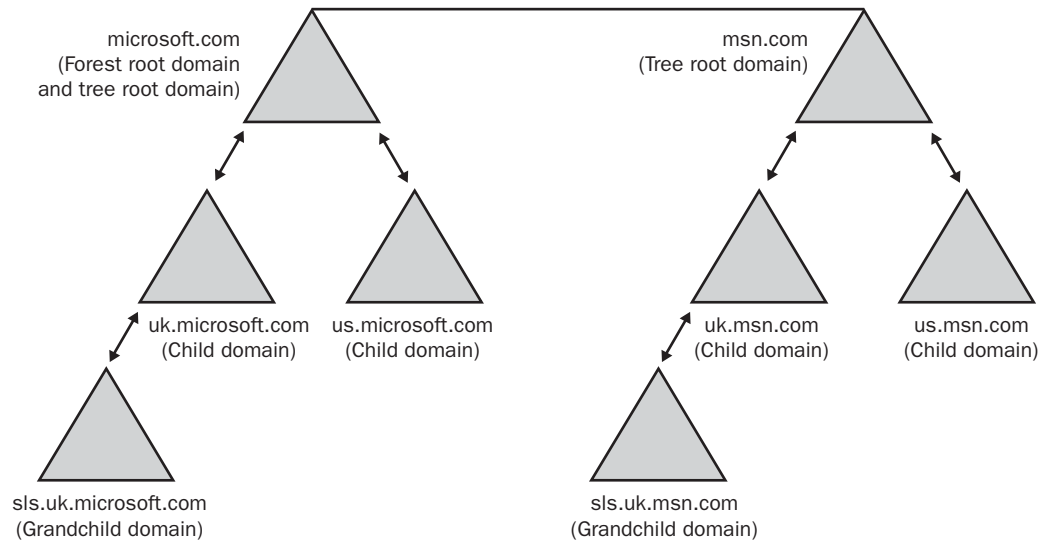 microsoft.com
(Forest root domain
and tree root domain)
msn.com
(Tree root domain)
uk.microsoft.com
(Child domain)
us.microsoft.com
(Child domain)
uk.msn.com
(Child domain)
us.msn.com
(Child domain)
sls.uk.microsoft.com
(Grandchild domain)
sls.uk.msn.com
(Grandchild domain)